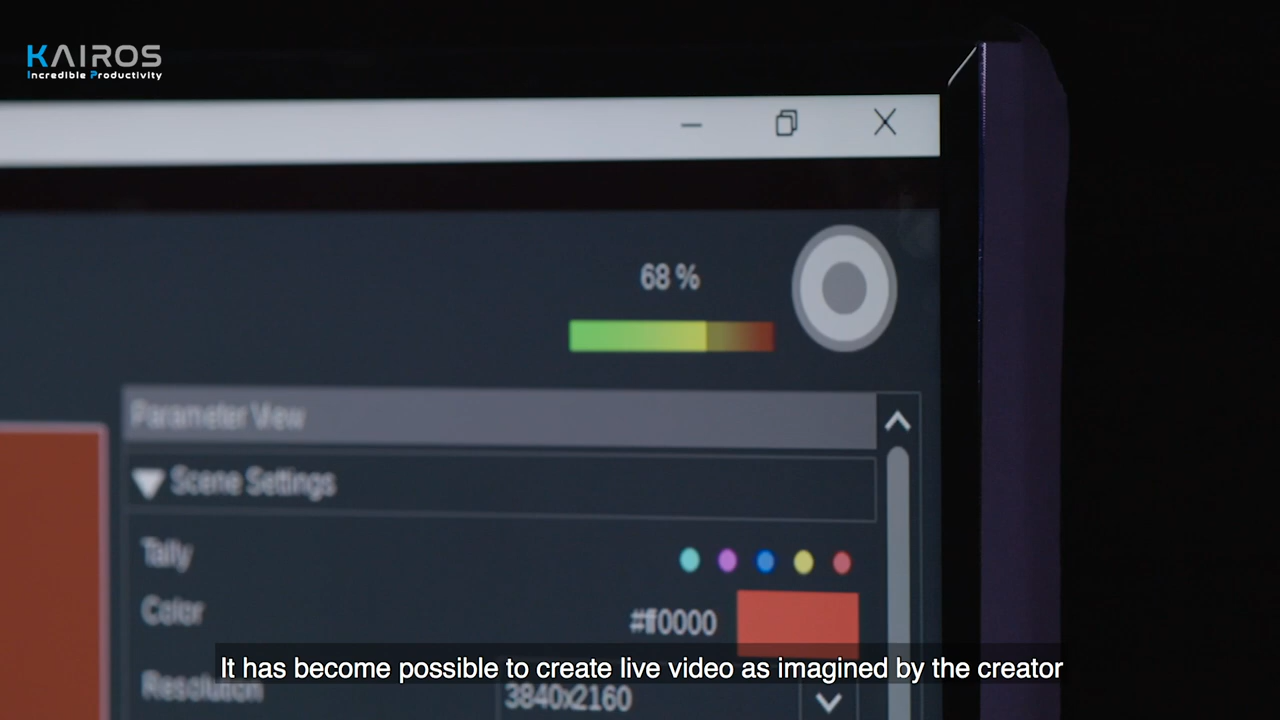 KAIROS
Incredible Productivity
68 %
Parameter View
Scene Settings
Tally
Color
#ff0000
Resolution
3840x2160
It has become possible to create live video as imagined by the creator